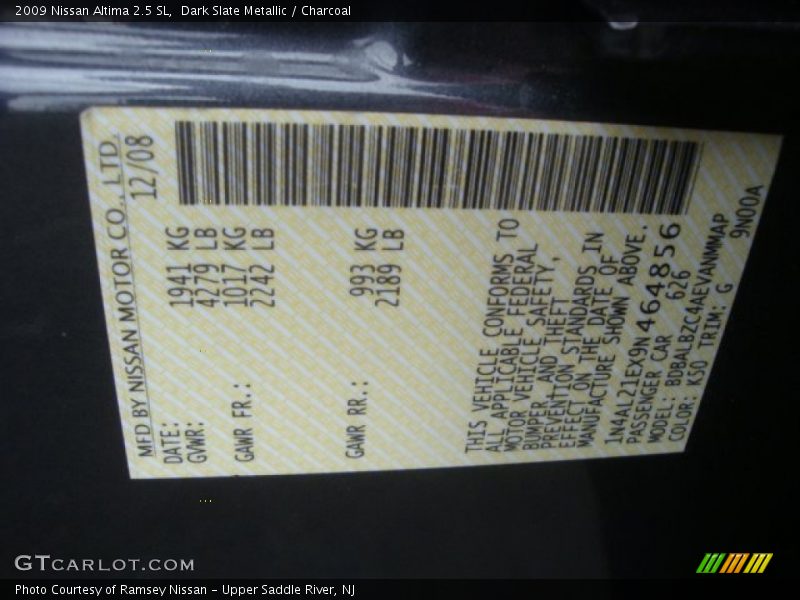 2009 Nissan Altima 2.5 SL,  Dark Slate Metallic / Charcoal
MFD BY NISSAN MOTOR CO., LTD.
DATE: 12/08
GVWR: 1941 KG
4279 LB
GAWR FR.: 1017 KG
2242 LB
GAWR RR.: 993 KG
2189 LB
THIS VEHICLE CONFORMS TO
ALL APPLICABLE FEDERAL
MOTOR VEHICLE SAFETY,
BUMPER, AND THEFT
PREVENTION STANDARDS IN
EFFECT ON THE DATE OF
MANUFACTURE SHOWN ABOVE.
1N4AL21EX9N464856
PASSENGER CAR 626
MODEL: BDBALBZC4AEVANMMAP
COLOR: KSO TRIM: G 9N00A
GTCARLOT.COM
Photo Courtesy of Ramsey Nissan - Upper Saddle River, NJ